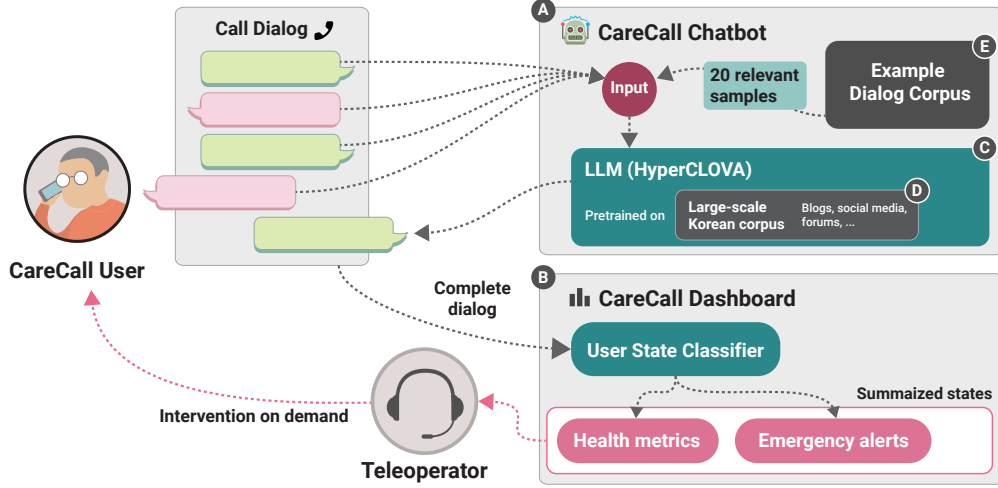 Call Dialog
CareCall User
A
CareCall Chatbot
Input
20 relevant
samples
E
Example
Dialog Corpus
C
LLM (HyperCLOVA)
Pretrained on
D
Large-scale
Korean corpus
Blogs, social media,
forums, ...
Complete
dialog
B
CareCall Dashboard
User State Classifier
Summaized states
Health metrics
Emergency alerts
Intervention on demand
Teleoperator